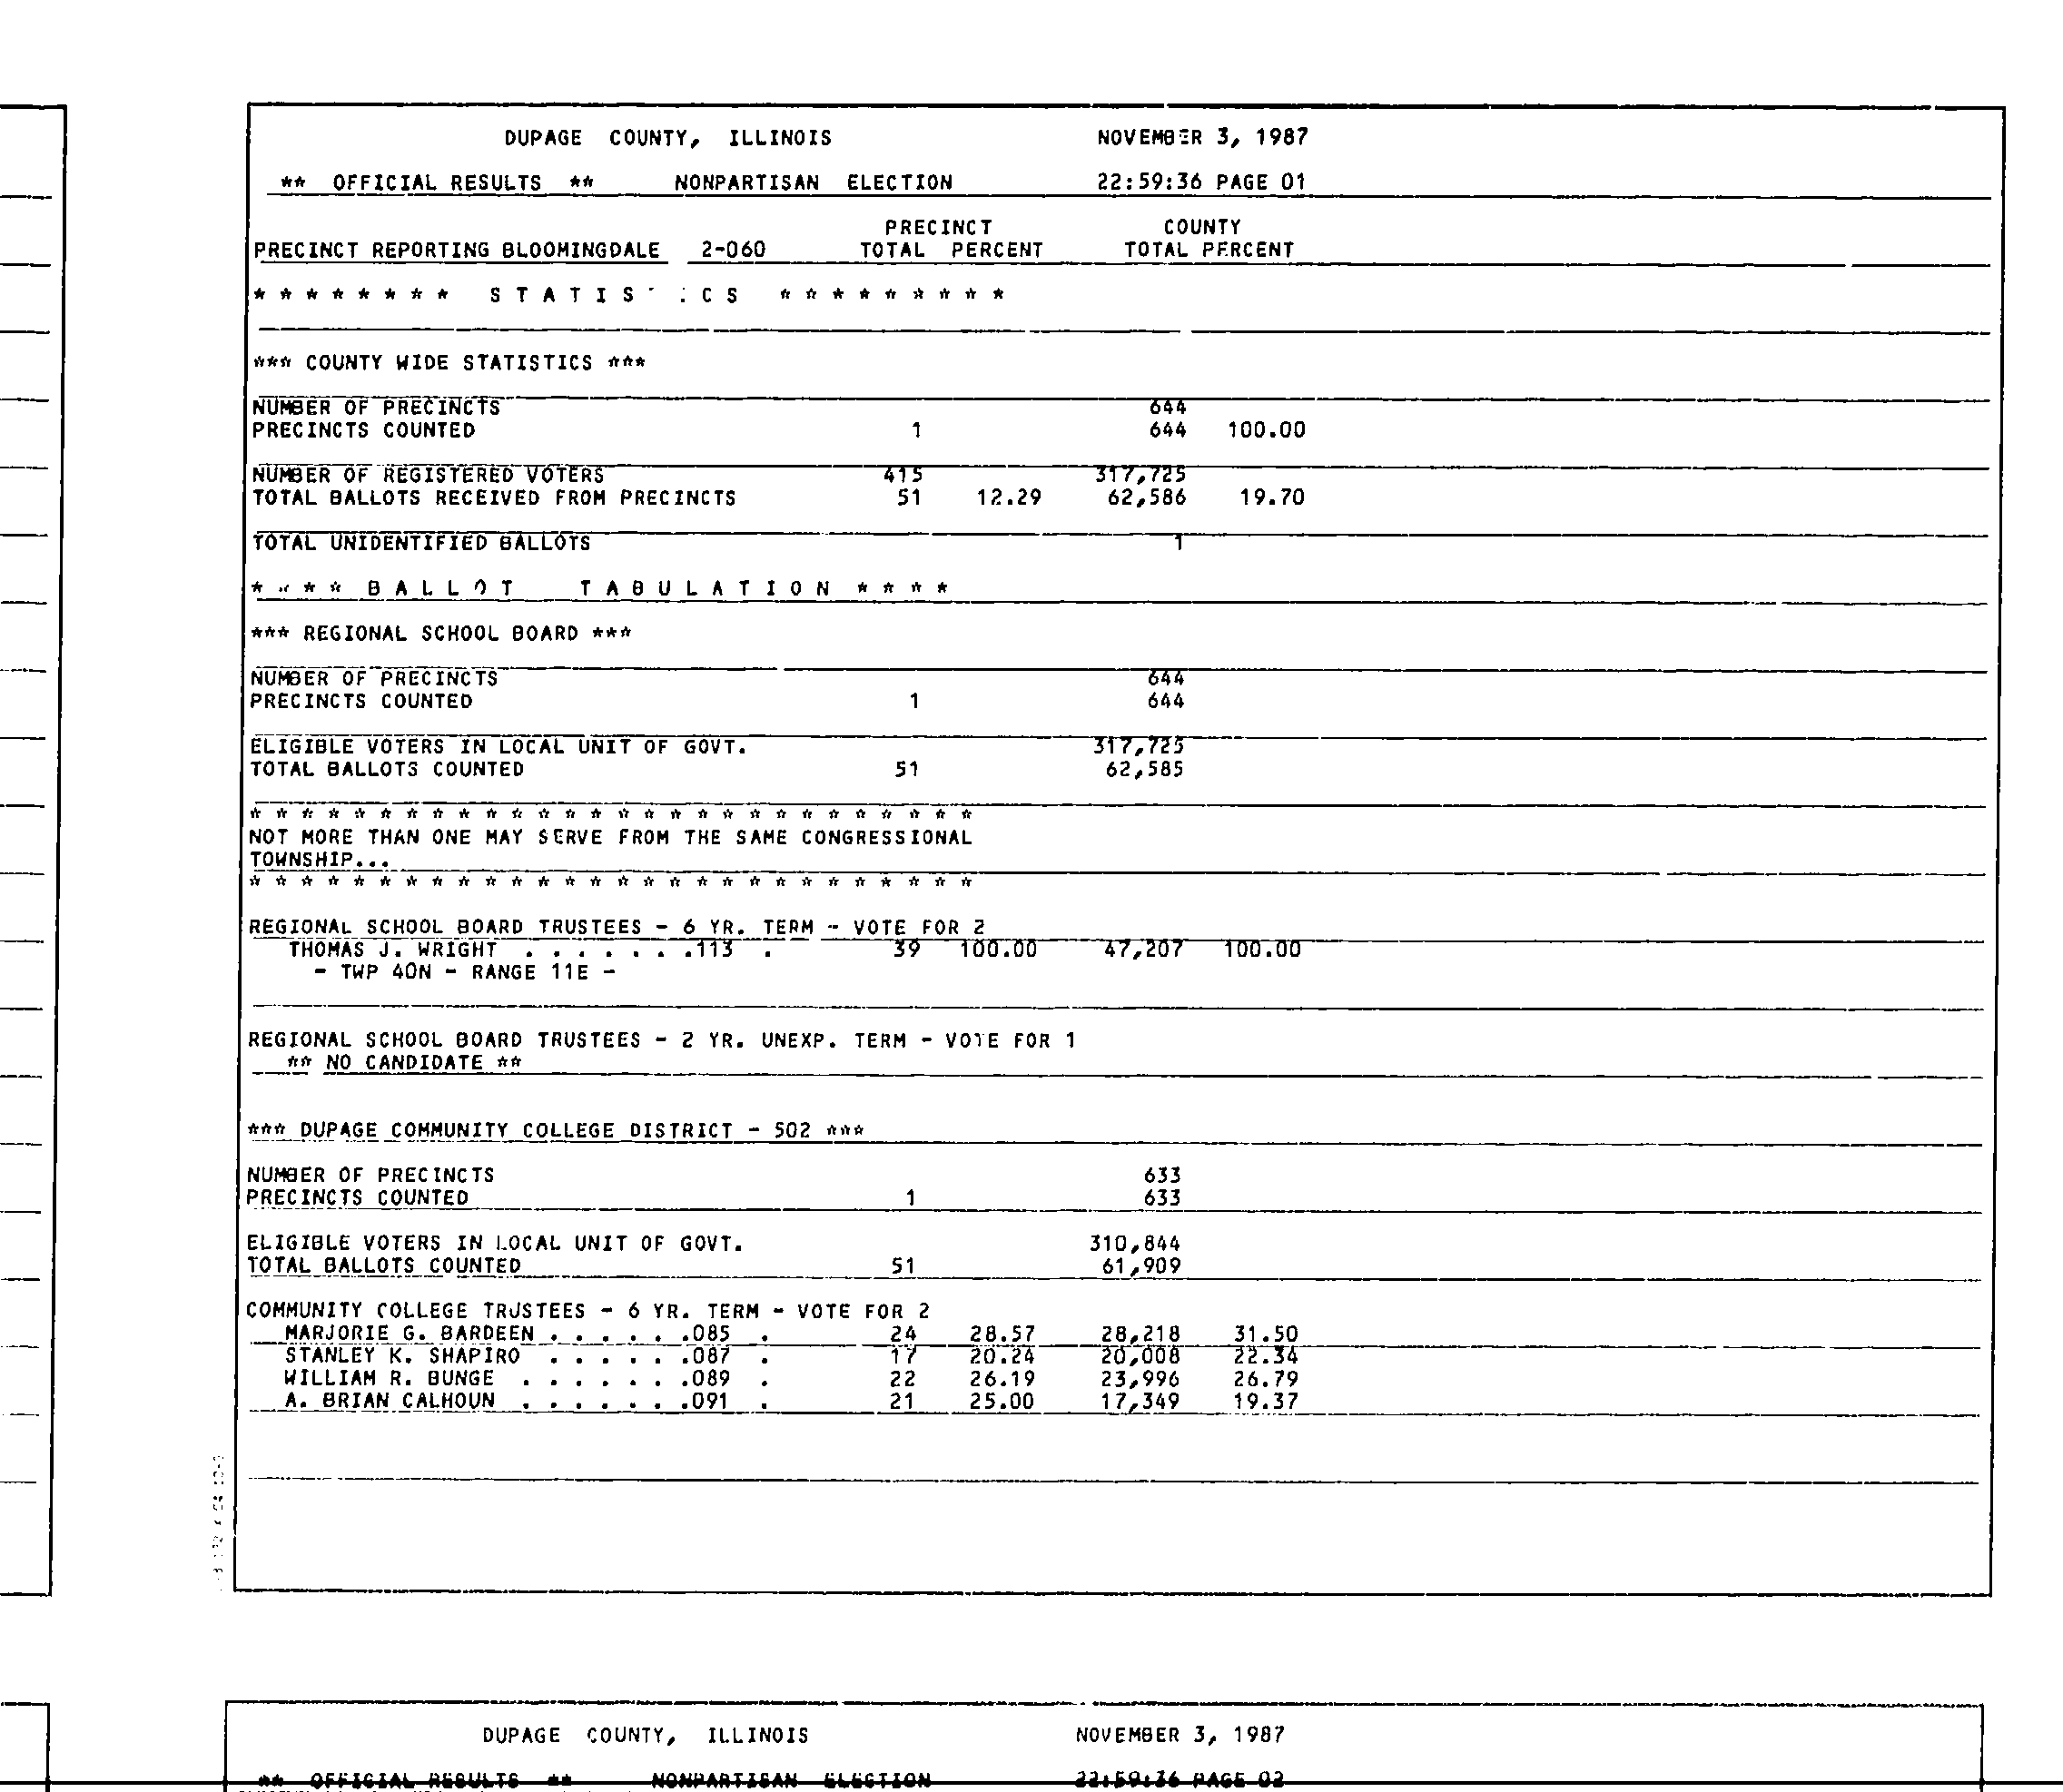 DUPAGE COUNTY, ILLINOIS NOVEMBER 3, 1987
** OFFICIAL RESULTS ** NONPARTISAN ELECTION 22:59:36 PAGE 01
PRECINCT COUNTY
PRECINCT REPORTING BLOOMINGDALE 2-060 TOTAL PERCENT TOTAL PERCENT
* * * * * * * * S T A T I S T I C S * * * * * * * * *
*** COUNTY WIDE STATISTICS ***
NUMBER OF PRECINCTS 644
PRECINCTS COUNTED 1 644 100.00
NUMBER OF REGISTERED VOTERS 415 317,725
TOTAL BALLOTS RECEIVED FROM PRECINCTS 51 12.29 62,586 19.70
TOTAL UNIDENTIFIED BALLOTS 1
* * * * B A L L O T T A B U L A T I O N * * * *
*** REGIONAL SCHOOL BOARD ***
NUMBER OF PRECINCTS 644
PRECINCTS COUNTED 1 644
ELIGIBLE VOTERS IN LOCAL UNIT OF GOVT. 317,725
TOTAL BALLOTS COUNTED 51 62,585
* * * * * * * * * * * * * * * * * * * * * * * * * * * *
NOT MORE THAN ONE MAY SERVE FROM THE SAME CONGRESSIONAL
TOWNSHIP...
* * * * * * * * * * * * * * * * * * * * * * * * * * * *
REGIONAL SCHOOL BOARD TRUSTEES - 6 YR. TERM - VOTE FOR 2
THOMAS J. WRIGHT . . . . . . .113 . 39 100.00 47,207 100.00
- TWP 40N - RANGE 11E -
REGIONAL SCHOOL BOARD TRUSTEES - 2 YR. UNEXP. TERM - VOTE FOR 1
** NO CANDIDATE **
*** DUPAGE COMMUNITY COLLEGE DISTRICT - 502 ***
NUMBER OF PRECINCTS 633
PRECINCTS COUNTED 1 633
ELIGIBLE VOTERS IN LOCAL UNIT OF GOVT. 310,844
TOTAL BALLOTS COUNTED 51 61,909
COMMUNITY COLLEGE TRUSTEES - 6 YR. TERM - VOTE FOR 2
MARJORIE G. BARDEEN . . . . . .085 . 24 28.57 28,218 31.50
STANLEY K. SHAPIRO . . . . . .087 . 17 20.24 20,008 22.34
WILLIAM R. BUNGE . . . . . . .089 . 22 26.19 23,996 26.79
A. BRIAN CALHOUN . . . . . . .091 . 21 25.00 17,349 19.37
DUPAGE COUNTY, ILLINOIS NOVEMBER 3, 1987
** OFFICIAL RESULTS ** NONPARTISAN ELECTION 22:59:36 PAGE 02